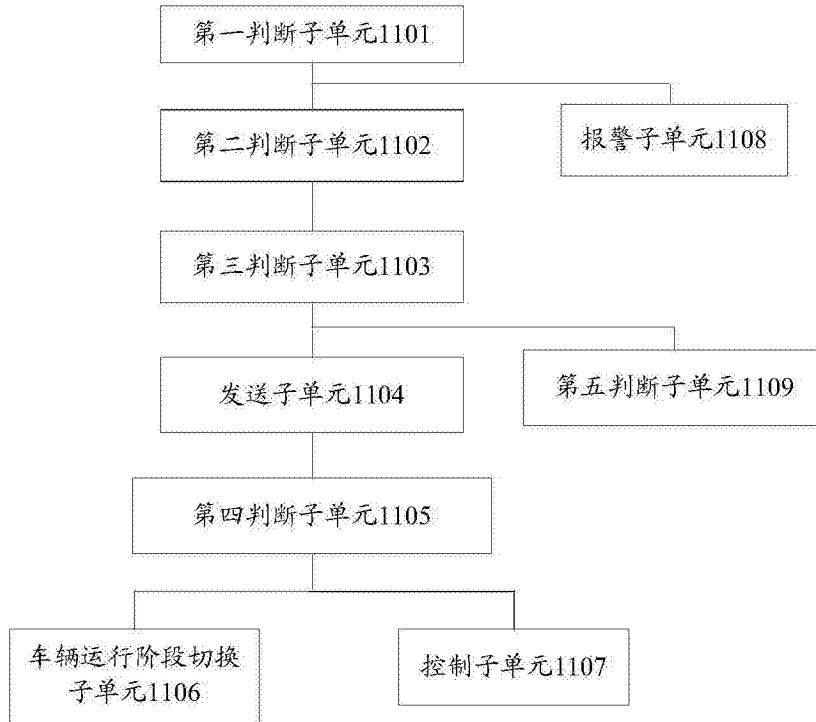 第一判断子单元1101
第二判断子单元1102
报警子单元1108
第三判断子单元1103
发送子单元1104
第五判断子单元1109
第四判断子单元1105
车辆运行阶段切换
子单元1106
控制子单元1107